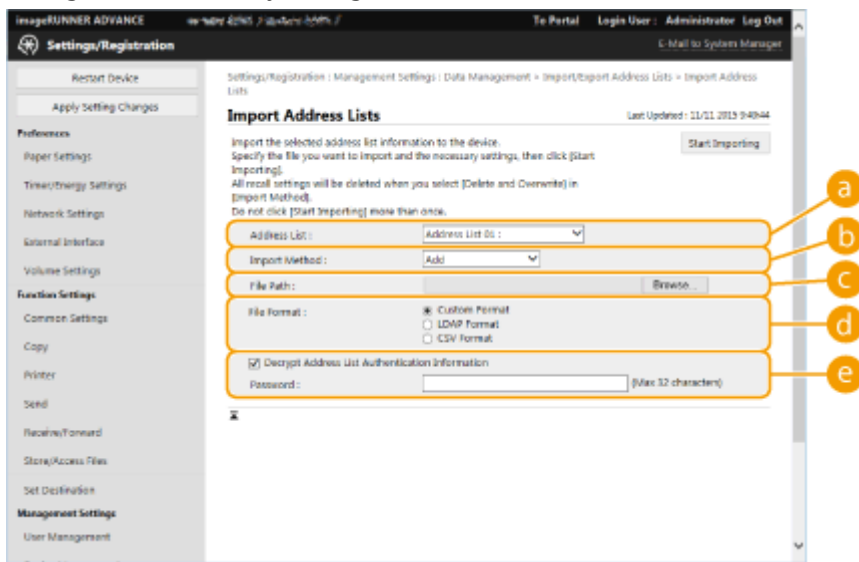 imageRUNNER ADVANCE
To Portal Login User : Administrator Log Out
Settings/Registration
E-Mail to System Manager
Restart Device
Apply Setting Changes
Preferences
Paper Settings
Timer/Energy Settings
Network Settings
External Interface
Volume Settings
Function Settings
Common Settings
Copy
Printer
Send
Receive/Forward
Store/Access Files
Set Destination
Management Settings
User Management
Settings/Registration : Management Settings : Data Management > Import/Export Address Lists > Import Address
Lists
Import Address Lists
Last Updated : 11/11 2015 9:49:44
Import the selected address list information to the device.
Specify the file you want to import and the necessary settings, then click [Start
Importing].
All recall settings will be deleted when you select [Delete and Overwrite] in
[Import Method].
Do not click [Start Importing] more than once.
Start Importing
Address List : Address List 01 :
a
Import Method : Add
b
File Path : Browse...
c
File Format : Custom Format
LDAP Format
CSV Format
d
Decrypt Address List Authentication Information
Password : (Max 32 characters)
e